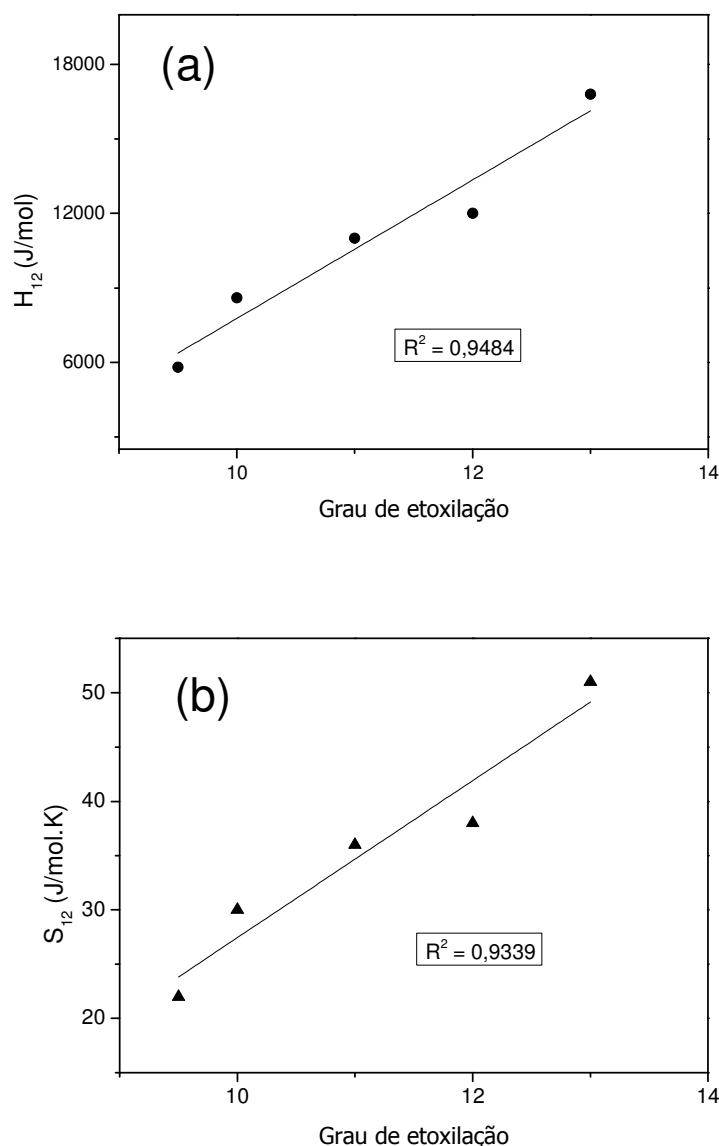 (a)
18000
12000
6000
H12 (J/mol)
R2 = 0,9484
10
12
14
Grau de etoxilação
(b)
50
40
30
20
S12 (J/mol.K)
R2 = 0,9339
10
12
14
Grau de etoxilação